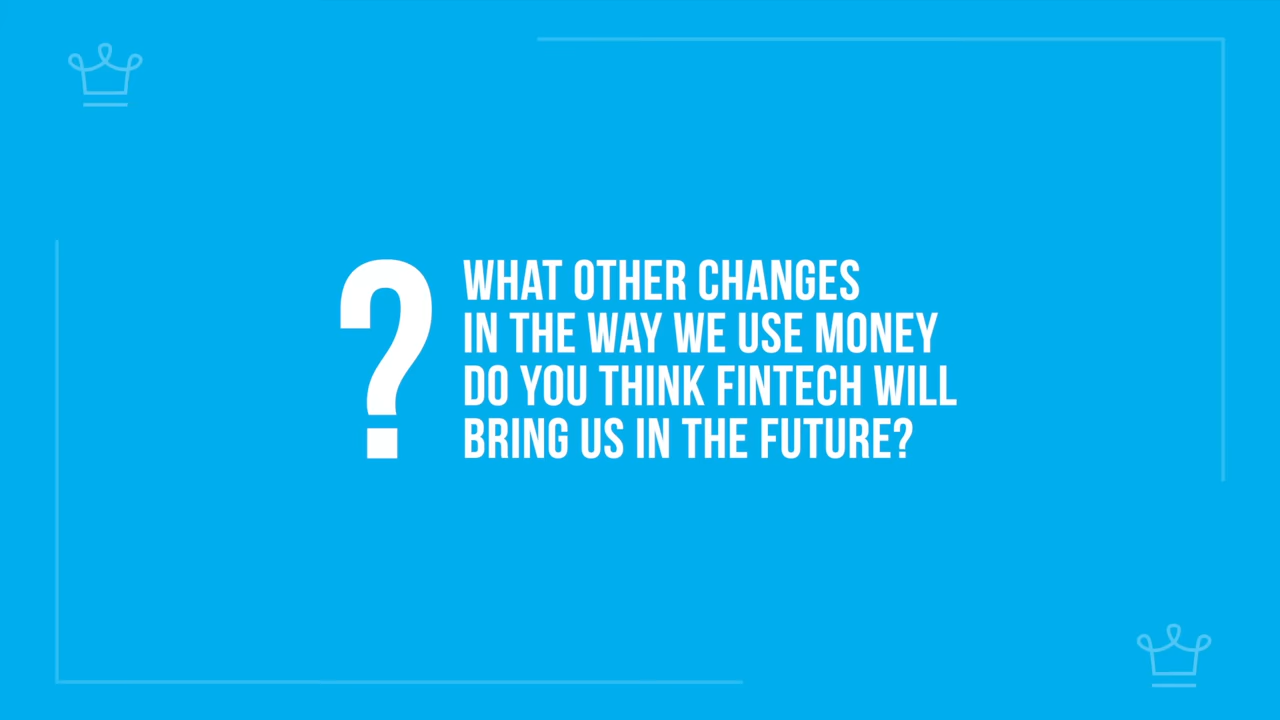 ?
WHAT OTHER CHANGES
IN THE WAY WE USE MONEY
DO YOU THINK FINTECH WILL
BRING US IN THE FUTURE?